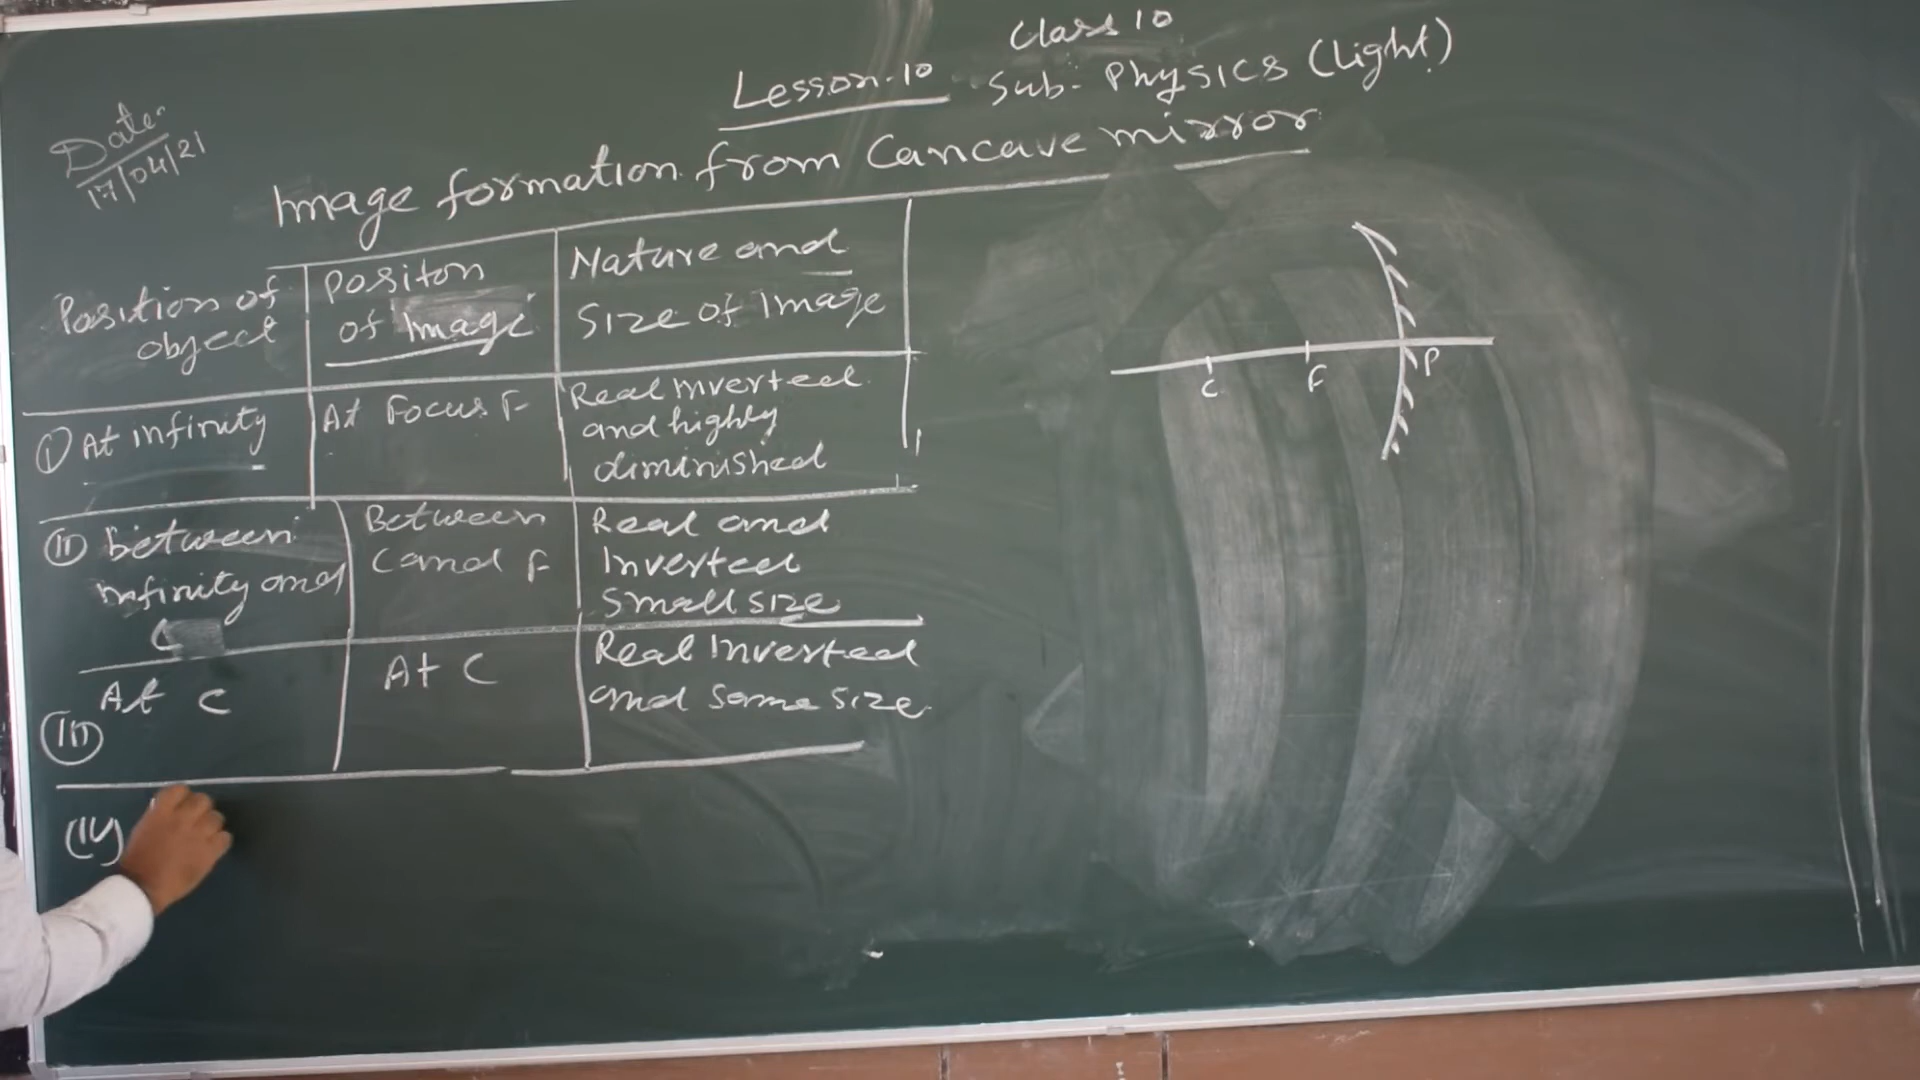 Class 10
Lesson-10
Sub- Physics (Light)
Date-
17/04/21
Image formation from Cancave mirror
Position of
object
Positon
of Image
Nature and
Size of Image
(I) At infinity
At Focus F
Real Inverted
and highly
diminished
(II) Between
infinity and
C
Between
C and F
Real and
Inverted
Small size
(III)
At C
At C
Real Inverted
and same size
(IV)
C
F
P